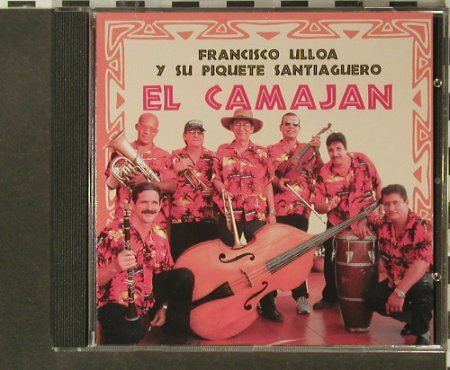 FRANCISCO ULLOA
Y SU PIQUETE SANTIAGUERO
EL CAMAJAN